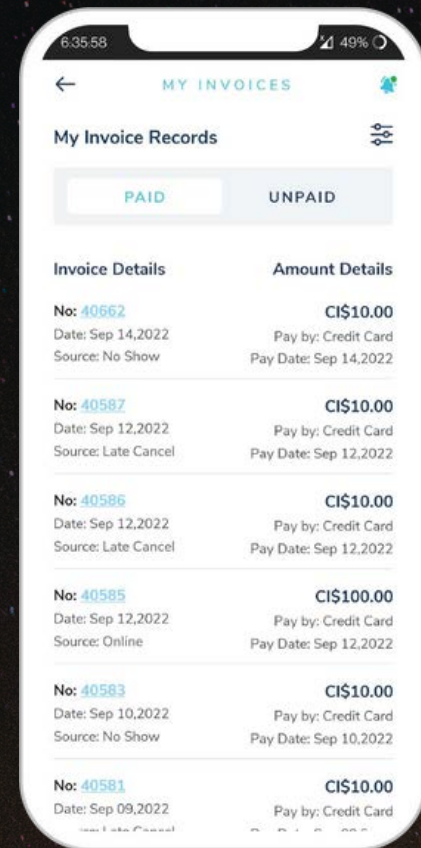 6:35:58 49%
MY INVOICES
My Invoice Records
PAID UNPAID
Invoice Details Amount Details
No: 40662 CI$10.00
Date: Sep 14,2022 Pay by: Credit Card
Source: No Show Pay Date: Sep 14,2022
No: 40587 CI$10.00
Date: Sep 12,2022 Pay by: Credit Card
Source: Late Cancel Pay Date: Sep 12,2022
No: 40586 CI$10.00
Date: Sep 12,2022 Pay by: Credit Card
Source: Late Cancel Pay Date: Sep 12,2022
No: 40585 CI$100.00
Date: Sep 12,2022 Pay by: Credit Card
Source: Online Pay Date: Sep 12,2022
No: 40583 CI$10.00
Date: Sep 10,2022 Pay by: Credit Card
Source: No Show Pay Date: Sep 10,2022
No: 40581 CI$10.00
Date: Sep 09,2022 Pay by: Credit Card